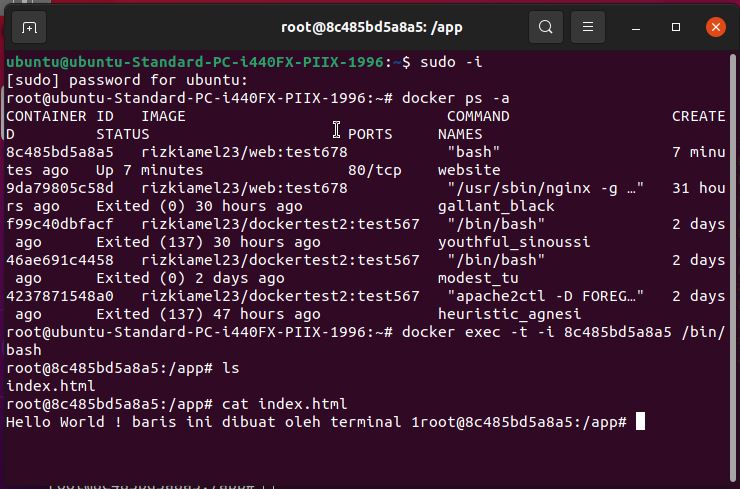 root@8c485bd5a8a5: /app
ubuntu@ubuntu-Standard-PC-i440FX-PIIX-1996:~$ sudo -i
[sudo] password for ubuntu:
root@ubuntu-Standard-PC-i440FX-PIIX-1996:~# docker ps -a
CONTAINER ID   IMAGE                             COMMAND                  CREATE
D         STATUS                      PORTS     NAMES
8c485bd5a8a5   rizkiamel23/web:test678           "bash"                   7 minu
tes ago   Up 7 minutes                80/tcp    website
9da79805c58d   rizkiamel23/web:test678           "/usr/sbin/nginx -g …"   31 hou
rs ago    Exited (0) 30 hours ago               gallant_black
f99c40dbfacf   rizkiamel23/dockertest2:test567   "/bin/bash"              2 days
 ago      Exited (137) 30 hours ago             youthful_sinoussi
46ae691c4458   rizkiamel23/dockertest2:test567   "/bin/bash"              2 days
 ago      Exited (0) 2 days ago                 modest_tu
4237871548a0   rizkiamel23/dockertest2:test567   "apache2ctl -D FOREG…"   2 days
 ago      Exited (137) 47 hours ago             heuristic_agnesi
root@ubuntu-Standard-PC-i440FX-PIIX-1996:~# docker exec -t -i 8c485bd5a8a5 /bin/
bash
root@8c485bd5a8a5:/app# ls
index.html
root@8c485bd5a8a5:/app# cat index.html
Hello World ! baris ini dibuat oleh terminal 1root@8c485bd5a8a5:/app#